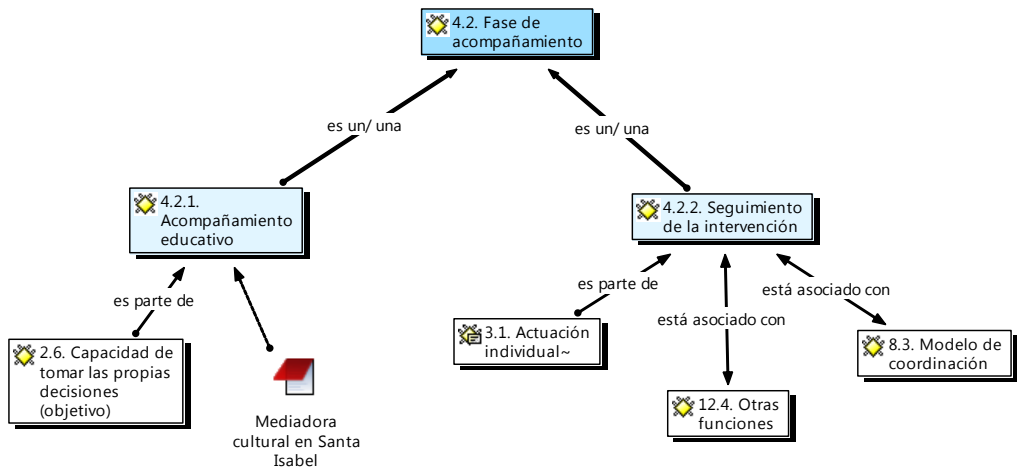 4.2. Fase de
acompañamiento
es un/ una
es un/ una
4.2.1.
Acompañamiento
educativo
4.2.2. Seguimiento
de la intervención
es parte de
es parte de
está asociado con
está asociado con
2.6. Capacidad de
tomar las propias
decisiones
(objetivo)
Mediadora
cultural en Santa
Isabel
3.1. Actuación
individual~
12.4. Otras
funciones
8.3. Modelo de
coordinación